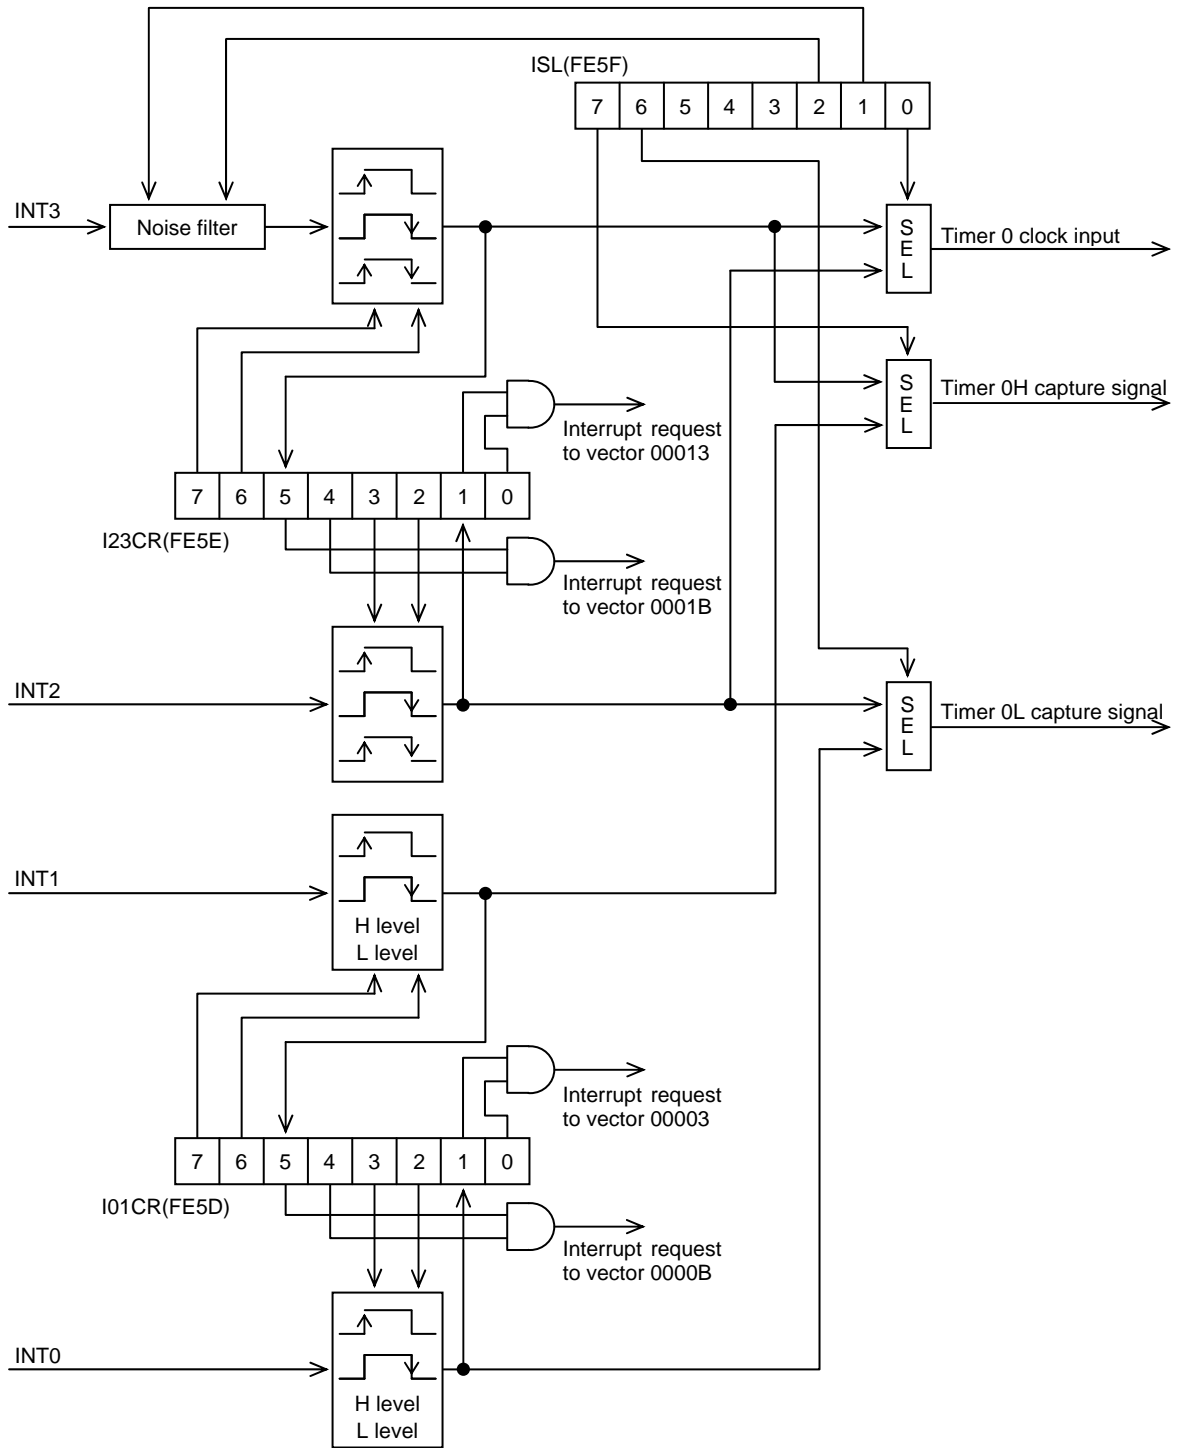 ISL(FE5F)
7 6 5 4 3 2 1 0
INT3
Noise filter
SEL
Timer 0 clock input
SEL
Timer 0H capture signal
Interrupt request
to vector 00013
7 6 5 4 3 2 1 0
I23CR(FE5E)
Interrupt request
to vector 0001B
INT2
SEL
Timer 0L capture signal
INT1
H level
L level
Interrupt request
to vector 00003
7 6 5 4 3 2 1 0
I01CR(FE5D)
Interrupt request
to vector 0000B
INT0
H level
L level